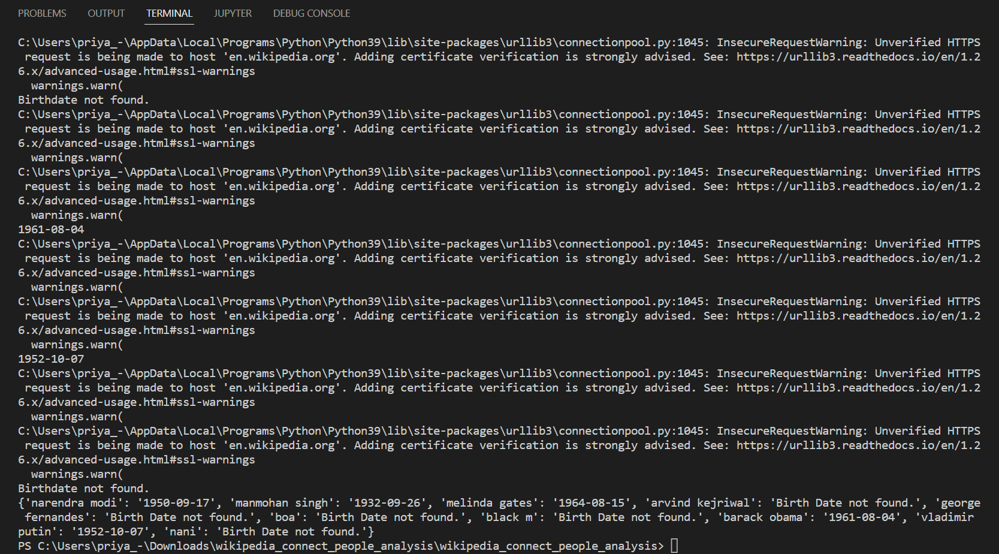 PROBLEMS OUTPUT TERMINAL JUPYTER DEBUG CONSOLE
C:\Users\priya_-\AppData\Local\Programs\Python\Python39\lib\site-packages\urllib3\connectionpool.py:1045: InsecureRequestWarning: Unverified HTTPS
 request is being made to host 'en.wikipedia.org'. Adding certificate verification is strongly advised. See: https://urllib3.readthedocs.io/en/1.2
6.x/advanced-usage.html#ssl-warnings
  warnings.warn(
Birthdate not found.
C:\Users\priya_-\AppData\Local\Programs\Python\Python39\lib\site-packages\urllib3\connectionpool.py:1045: InsecureRequestWarning: Unverified HTTPS
 request is being made to host 'en.wikipedia.org'. Adding certificate verification is strongly advised. See: https://urllib3.readthedocs.io/en/1.2
6.x/advanced-usage.html#ssl-warnings
  warnings.warn(
C:\Users\priya_-\AppData\Local\Programs\Python\Python39\lib\site-packages\urllib3\connectionpool.py:1045: InsecureRequestWarning: Unverified HTTPS
 request is being made to host 'en.wikipedia.org'. Adding certificate verification is strongly advised. See: https://urllib3.readthedocs.io/en/1.2
6.x/advanced-usage.html#ssl-warnings
  warnings.warn(
1961-08-04
C:\Users\priya_-\AppData\Local\Programs\Python\Python39\lib\site-packages\urllib3\connectionpool.py:1045: InsecureRequestWarning: Unverified HTTPS
 request is being made to host 'en.wikipedia.org'. Adding certificate verification is strongly advised. See: https://urllib3.readthedocs.io/en/1.2
6.x/advanced-usage.html#ssl-warnings
  warnings.warn(
C:\Users\priya_-\AppData\Local\Programs\Python\Python39\lib\site-packages\urllib3\connectionpool.py:1045: InsecureRequestWarning: Unverified HTTPS
 request is being made to host 'en.wikipedia.org'. Adding certificate verification is strongly advised. See: https://urllib3.readthedocs.io/en/1.2
6.x/advanced-usage.html#ssl-warnings
  warnings.warn(
1952-10-07
C:\Users\priya_-\AppData\Local\Programs\Python\Python39\lib\site-packages\urllib3\connectionpool.py:1045: InsecureRequestWarning: Unverified HTTPS
 request is being made to host 'en.wikipedia.org'. Adding certificate verification is strongly advised. See: https://urllib3.readthedocs.io/en/1.2
6.x/advanced-usage.html#ssl-warnings
  warnings.warn(
C:\Users\priya_-\AppData\Local\Programs\Python\Python39\lib\site-packages\urllib3\connectionpool.py:1045: InsecureRequestWarning: Unverified HTTPS
 request is being made to host 'en.wikipedia.org'. Adding certificate verification is strongly advised. See: https://urllib3.readthedocs.io/en/1.2
6.x/advanced-usage.html#ssl-warnings
  warnings.warn(
Birthdate not found.
{'narendra modi': '1950-09-17', 'manmohan singh': '1932-09-26', 'melinda gates': '1964-08-15', 'arvind kejriwal': 'Birth Date not found.', 'george
 fernandes': 'Birth Date not found.', 'boa': 'Birth Date not found.', 'black m': 'Birth Date not found.', 'barack obama': '1961-08-04', 'vladimir
putin': '1952-10-07', 'nani': 'Birth Date not found.'}
PS C:\Users\priya_-\Downloads\wikipedia_connect_people_analysis\wikipedia_connect_people_analysis>